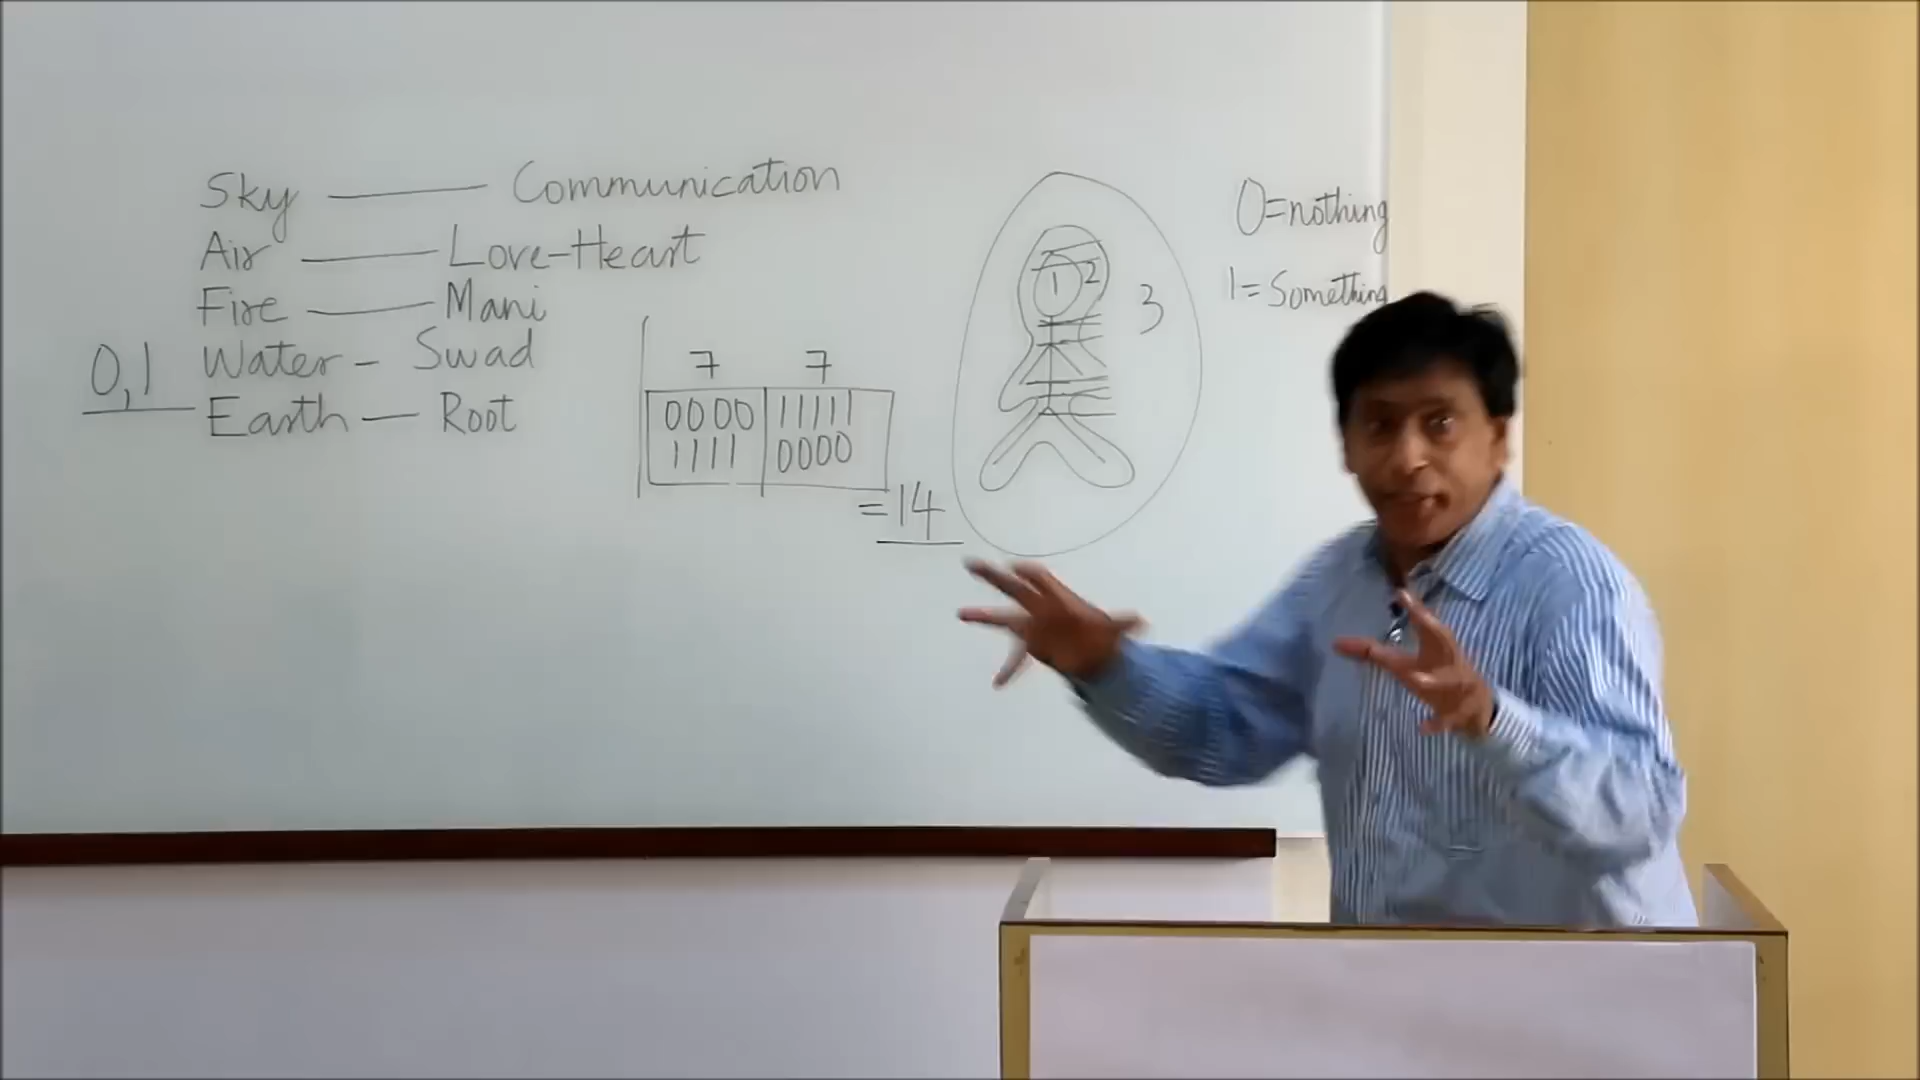 Sky — Communication
Air — Love-Heart
Fire — Mani
Water - Swad
Earth — Root
0,1
7 7
0000 11111
1111 0000
=14
1 2
3
0=nothing
1=Something